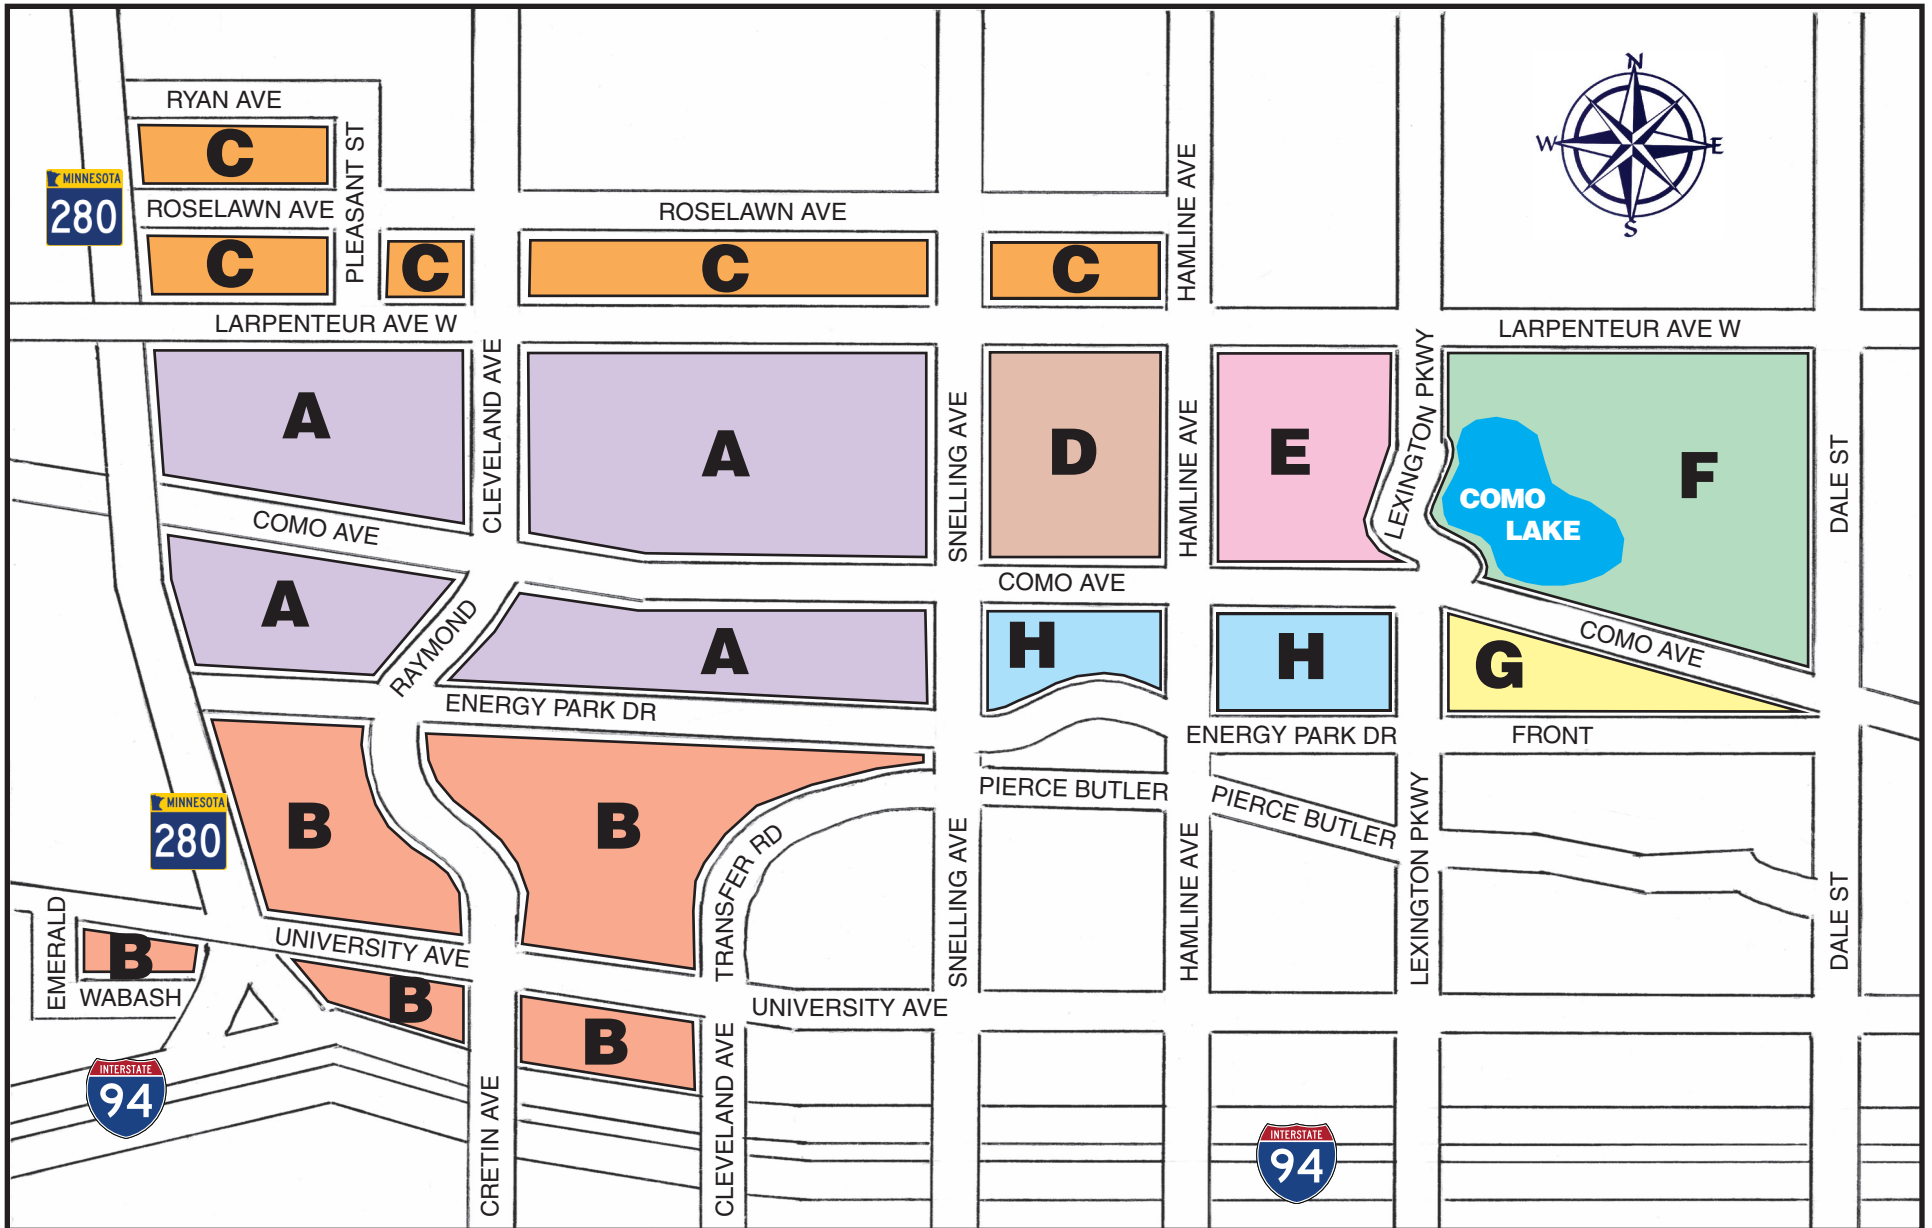 N
W
E
S
RYAN AVE
C
PLEASANT ST
MINNESOTA
280
ROSELAWN AVE
ROSELAWN AVE
HAMLINE AVE
C
C
C
C
LARPENTEUR AVE W
LARPENTEUR AVE W
A
CLEVELAND AVE
A
SNELLING AVE
D
HAMLINE AVE
E
LEXINGTON PKWY
COMO
LAKE
F
DALE ST
COMO AVE
COMO AVE
A
RAYMOND
A
H
H
G
COMO AVE
ENERGY PARK DR
ENERGY PARK DR
FRONT
PIERCE BUTLER
PIERCE BUTLER
MINNESOTA
280
B
B
TRANSFER RD
SNELLING AVE
HAMLINE AVE
LEXINGTON PKWY
DALE ST
EMERALD
B
UNIVERSITY AVE
WABASH
B
UNIVERSITY AVE
B
INTERSTATE
94
CRETIN AVE
CLEVELAND AVE
INTERSTATE
94